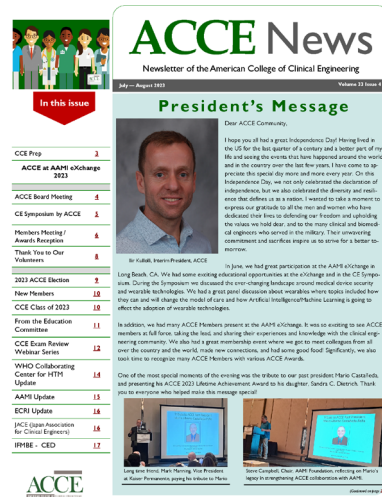 ACCE News
Newsletter of the American College of Clinical Engineering
July — August 2023
Volume 33 Issue 4
In this issue
CCE Prep 3
ACCE at AAMI eXchange
2023
ACCE Board Meeting 4
CE Symposium by ACCE 5
Members Meeting / 6
Awards Reception
Thank You to Our 8
Volunteers
2023 ACCE Election 9
New Members 10
CCE Class of 2023 10
From the Education 11
Committee
CCE Exam Review 12
Webinar Series
WHO Collaborating 14
Center for HTM
Update
AAMI Update 15
ECRI Update 16
JACE (Japan Association 16
for Clinical Engineers)
IFMBE - CED 17
ACCE
President's Message
Dear ACCE Community,
I hope you all had a great Independence Day! Having lived in
the US for the last quarter of a century and a better part of my
life and seeing the events that have happened around the world
and in the country over the last few years, I have come to ap-
preciate this special day more and more every year. On this
Independence Day, we not only celebrated the declaration of
independence, but we also celebrated the diversity and resili-
ence that defines us as a nation. I wanted to take a moment to
express our gratitude to all the men and women who have
dedicated their lives to defending our freedom and upholding
the values we hold dear; and to the many clinical and biomed-
ical engineers who served in the military. Their unwavering
commitment and sacrifices inspire us to strive for a better to-
morrow.
Ilir Kullolli, Interim President, ACCE
In June, we had great participation at the AAMI eXchange in
Long Beach, CA. We had some exciting educational opportunities at the eXchange and in the CE Sympo-
sium. During the Symposium we discussed the ever-changing landscape around medical device security
and wearable technologies. We had a great panel discussion about wearables where topics included how
they can and will change the model of care and how Artificial Intelligence/Machine Learning is going to
effect the adoption of wearable technologies.
In addition, we had many ACCE Members present at the AAMI eXchange. It was so exciting to see ACCE
members at full force, taking the lead, and sharing their experiences and knowledge with the clinical engi-
neering community. We also had a great membership event where we got to meet colleagues from all
over the country and the world, made new connections, and had some good food! Significantly, we also
took time to recognize many ACCE Members with various ACCE Awards.
One of the most special moments of the evening was the tribute to our past president Mario Castañeda,
and presenting his ACCE 2023 Lifetime Achievement Award to his daughter, Sandra C. Dietrich. Thank
you to everyone who helped make this moment special!
Long time friend, Mark Manning, Vice President
at Kaiser Permanente, paying his tribute to Mario
Steve Campbell, Chair, AAMI Foundation, reflecting on Mario's
legacy in strengthening ACCE collaboration with AAMI.